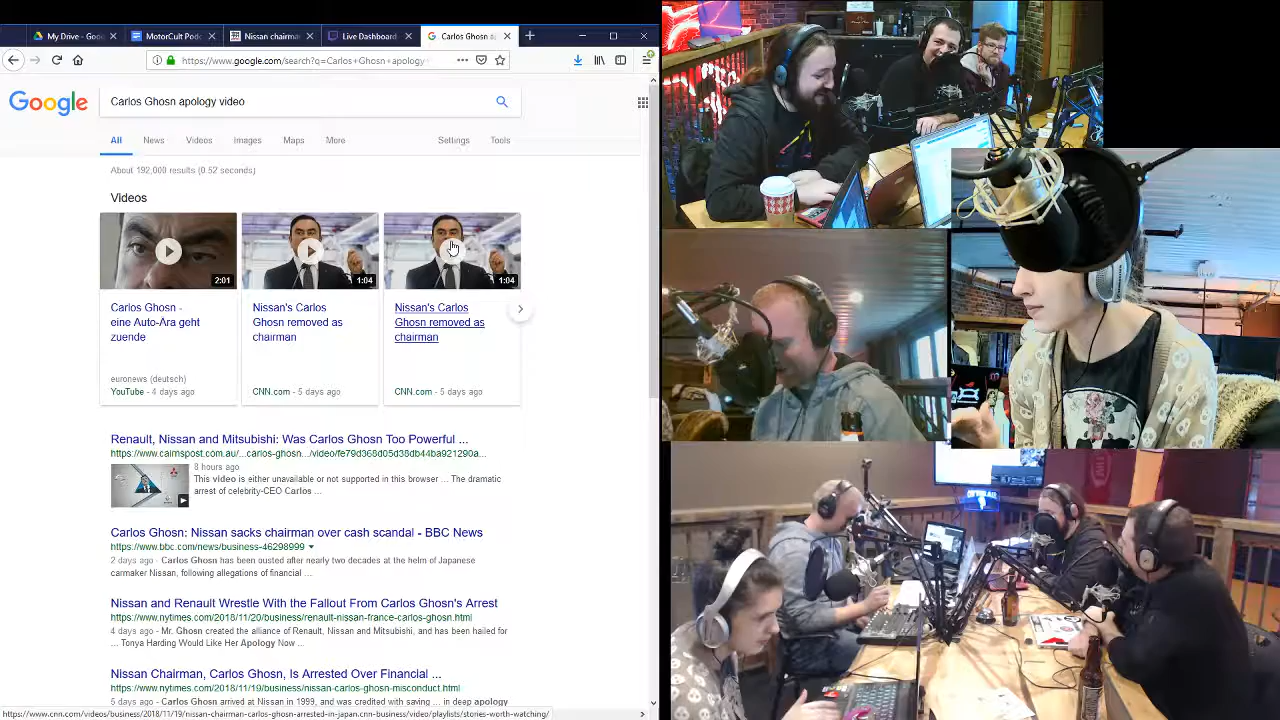 My Drive - Goog
MotorCult Podc
Nissan chairma
Live Dashboard
Carlos Ghosn a
https://www.google.com/search?q=Carlos+Ghosn+apology
Google
Carlos Ghosn apology video
All
News
Videos
Images
Maps
More
Settings
Tools
About 192,000 results (0.52 seconds)
Videos
2:01
1:04
1:04
Carlos Ghosn -
eine Auto-Ära geht
zuende
euronews (deutsch)
YouTube - 4 days ago
Nissan's Carlos
Ghosn removed as
chairman
CNN.com - 5 days ago
Nissan's Carlos
Ghosn removed as
chairman
CNN.com - 5 days ago
Renault, Nissan and Mitsubishi: Was Carlos Ghosn Too Powerful ...
https://www.cairnspost.com.au/...carlos-ghosn.../video/fe79d368d05d38db44ba921290a...
8 hours ago
This video is either unavailable or not supported in this browser ... The dramatic
arrest of celebrity-CEO Carlos ...
Carlos Ghosn: Nissan sacks chairman over cash scandal - BBC News
https://www.bbc.com/news/business-46298999
2 days ago - Carlos Ghosn has been ousted after nearly two decades at the helm of Japanese
carmaker Nissan, following allegations of financial ...
Nissan and Renault Wrestle With the Fallout From Carlos Ghosn's Arrest
https://www.nytimes.com/2018/11/20/business/renault-nissan-france-carlos-ghosn.html
4 days ago - Mr. Ghosn created the alliance of Renault, Nissan and Mitsubishi, and has been hailed for
... Tonya Harding Would Like Her Apology Now ...
Nissan Chairman, Carlos Ghosn, Is Arrested Over Financial ...
https://www.nytimes.com/2018/11/19/business/nissan-carlos-ghosn-misconduct.html
5 days ago - Carlos Ghosn arrived at Nissan in 1999, and was credited with saving ... in deep apology
https://www.cnn.com/videos/business/2018/11/19/nissan-chairman-carlos-ghosn-arrested-in-japan.cnn-business/video/playlists/stories-worth-watching/